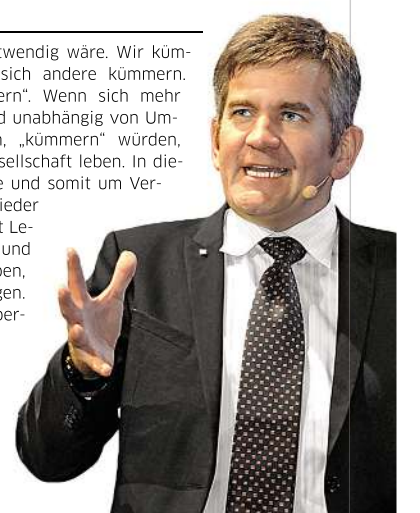 twendig wäre. Wir küm-
sich andere kümmern.
ern“. Wenn sich mehr
d unabhängig von Um-
n, „kümmern“ würden,
sellschaft leben. In die-
e und somit um Ver-
ieder
t Le-
und
ben,
gen.
ber-